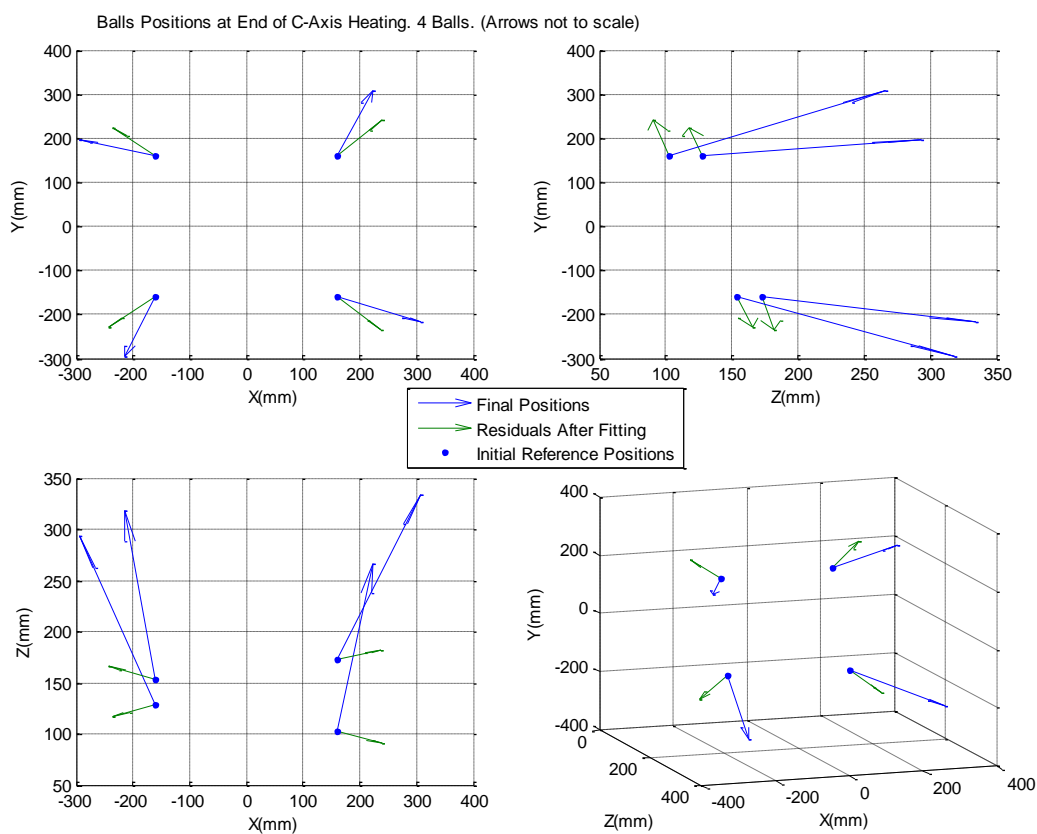 Balls Positions at End of C-Axis Heating. 4 Balls. (Arrows not to scale)
400
300
200
100
0
-100
-200
-300
-300 -200 -100 0 100 200 300 400
Y(mm)
X(mm)
400
300
200
100
0
-100
-200
-300
50 100 150 200 250 300 350
Y(mm)
Z(mm)
Final Positions
Residuals After Fitting
Initial Reference Positions
350
300
250
200
150
100
50
-300 -200 -100 0 100 200 300 400
Z(mm)
X(mm)
400
200
0
-200
-400
Y(mm)
0
200
400
Z(mm)
-400
-200
0
200
400
X(mm)